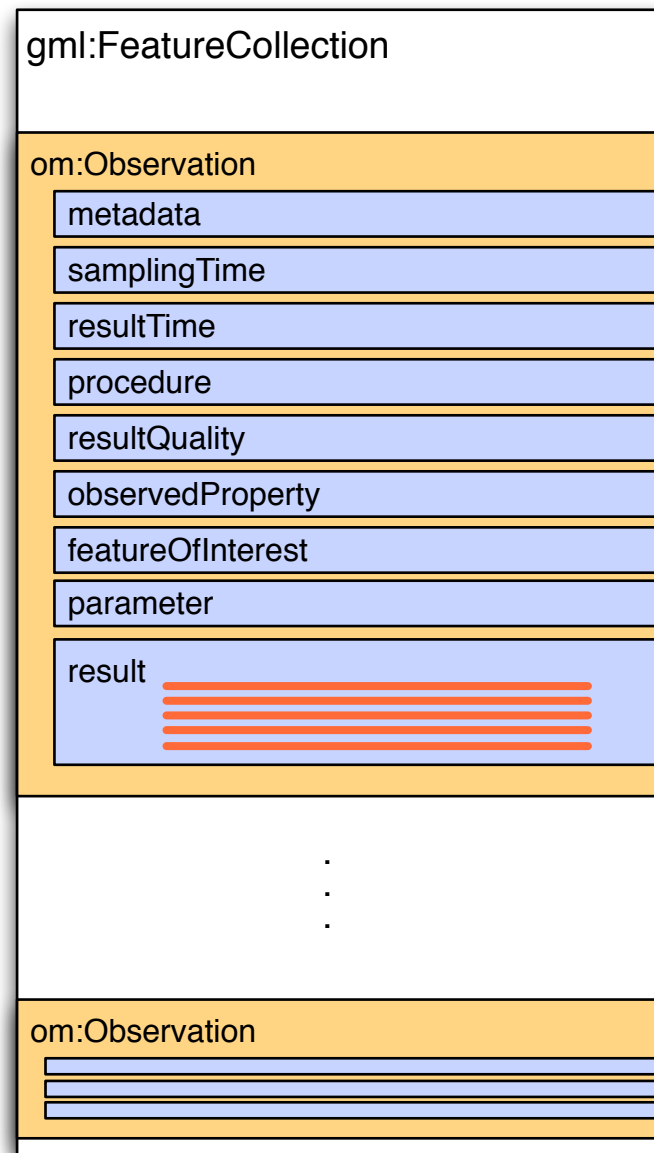 gml:FeatureCollection
om:Observation
metadata
samplingTime
resultTime
procedure
resultQuality
observedProperty
featureOfInterest
parameter
result
.
.
.
om:Observation